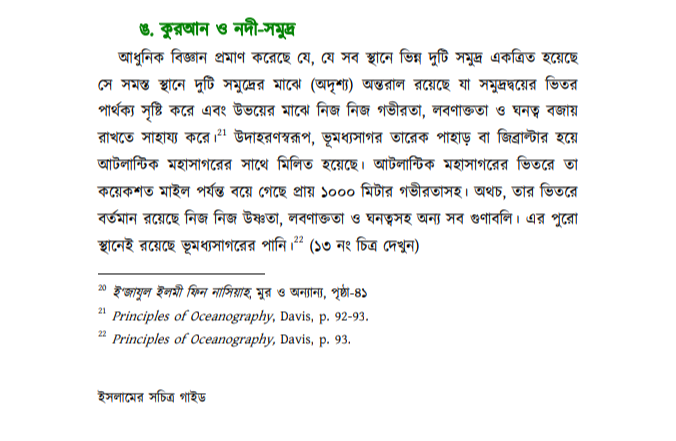 ঙ. কুরআন ও নদী-সমুদ্র
আধুনিক বিজ্ঞান প্রমাণ করেছে যে, যে সব স্থানে ভিন্ন দুটি সমুদ্র একত্রিত হয়েছে
সে সমস্ত স্থানে দুটি সমুদ্রের মাঝে (অদৃশ্য) অন্তরাল রয়েছে যা সমুদ্রদ্বয়ের ভিতর
পার্থক্য সৃষ্টি করে এবং উভয়ের মাঝে নিজ নিজ গভীরতা, লবণাক্ততা ও ঘনত্ব বজায়
রাখতে সাহায্য করে।21 উদাহরণস্বরূপ, ভূমধ্যসাগর তারেক পাহাড় বা জিব্রাল্টার হয়ে
আটলান্টিক মহাসাগরের সাথে মিলিত হয়েছে। আটলান্টিক মহাসাগরের ভিতরে তা
কয়েকশত মাইল পর্যন্ত বয়ে গেছে প্রায় ১০০০ মিটার গভীরতাসহ। অথচ, তার ভিতরে
বর্তমান রয়েছে নিজ নিজ উষ্ণতা, লবণাক্ততা ও ঘনত্বসহ অন্য সব গুণাবলি। এর পুরো
স্থানেই রয়েছে ভূমধ্যসাগরের পানি।22 (১৩ নং চিত্র দেখুন)
20 ই'জাযুল ইলমী ফিন নাসিয়াহ, মুর ও অন্যান্য, পৃষ্ঠা-৪১
21 Principles of Oceanography, Davis, p. 92-93.
22 Principles of Oceanography, Davis, p. 93.
ইসলামের সচিত্র গাইড